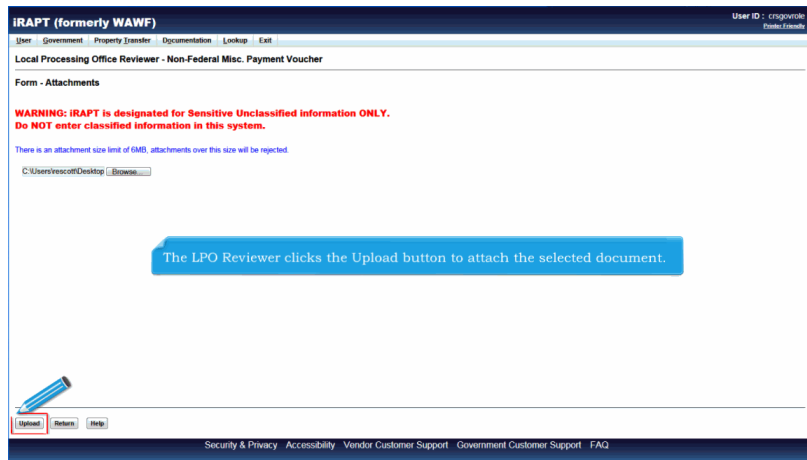 iRAPT (formerly WAWF)
User ID : crsgovrole
Printer Friendly
User Government Property Transfer Documentation Lookup Exit
Local Processing Office Reviewer - Non-Federal Misc. Payment Voucher
Form - Attachments
WARNING: iRAPT is designated for Sensitive Unclassified information ONLY.
Do NOT enter classified information in this system.
There is an attachment size limit of 6MB, attachments over this size will be rejected.
C:\Users\rescott\Desktop Browse...
The LPO Reviewer clicks the Upload button to attach the selected document.
Upload Return Help
Security & Privacy Accessibility Vendor Customer Support Government Customer Support FAQ